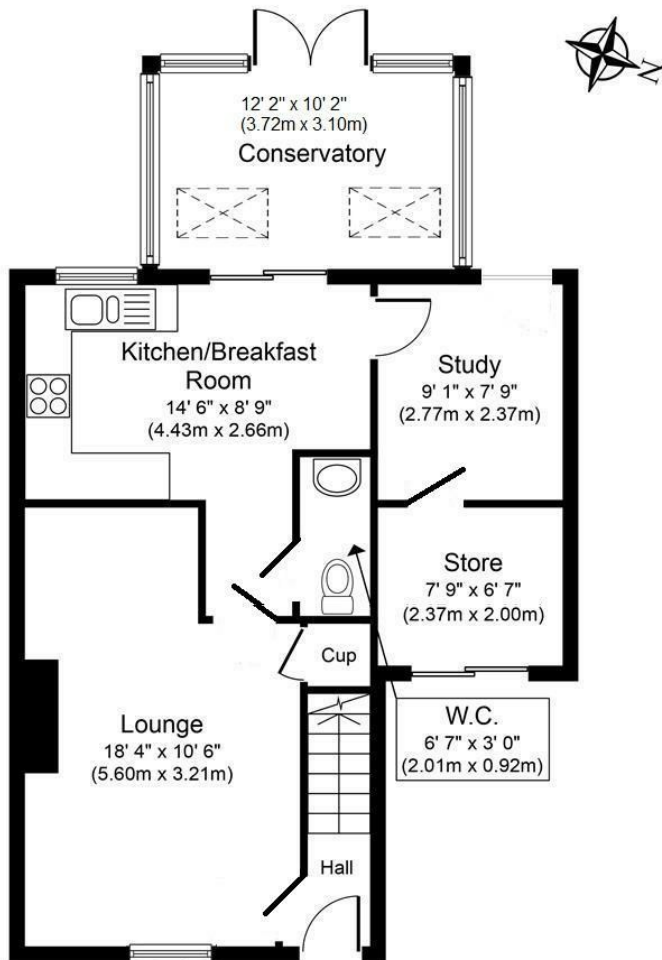 N
12' 2" x 10' 2"
(3.72m x 3.10m)
Conservatory
Kitchen/Breakfast
Room
14' 6" x 8' 9"
(4.43m x 2.66m)
Study
9' 1" x 7' 9"
(2.77m x 2.37m)
Store
7' 9" x 6' 7"
(2.37m x 2.00m)
Cup
Lounge
18' 4" x 10' 6"
(5.60m x 3.21m)
W.C.
6' 7" x 3' 0"
(2.01m x 0.92m)
Hall